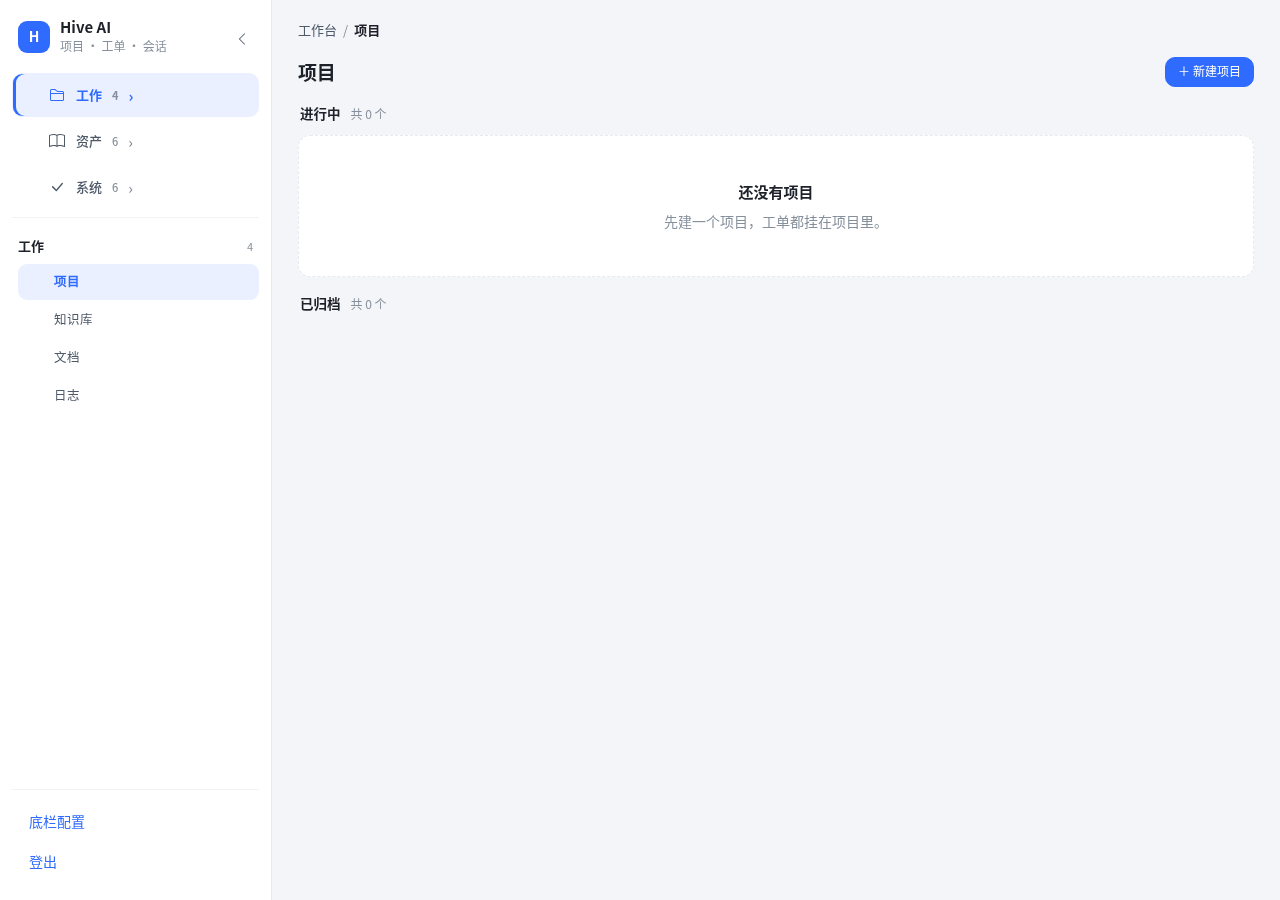 H
Hive AI
项目 · 工单 · 会话
工作 4 ›
资产 6 ›
系统 6 ›
工作 4
项目
知识库
文档
日志
底栏配置
登出
工作台 / 项目
项目
+ 新建项目
进行中 共 0 个
还没有项目
先建一个项目，工单都挂在项目里。
已归档 共 0 个